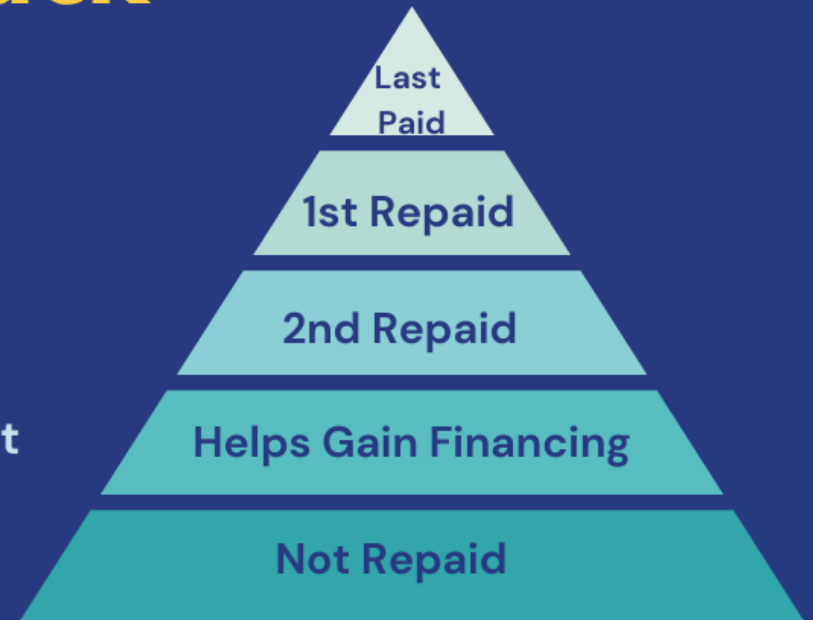 Last
Paid
1st Repaid
2nd Repaid
Helps Gain Financing
t
Not Repaid